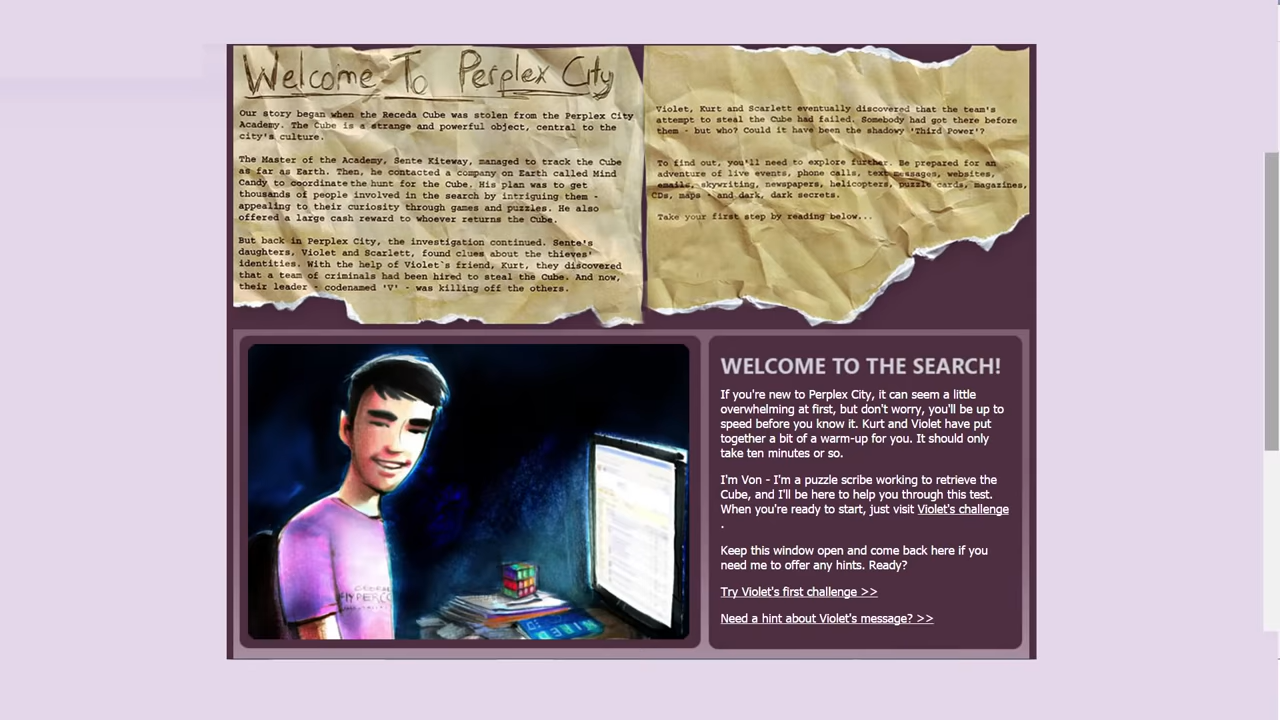 Welcome To Perplex City
Our story began when the Receda Cube was stolen from the Perplex City
Academy. The Cube is a strange and powerful object, central to the
city's culture.
The Master of the Academy, Sente Kiteway, managed to track the Cube
as far as Earth. Then, he contacted a company on Earth called Mind
Candy to coordinate the hunt for the Cube. His plan was to get
thousands of people involved in the search by intriguing them -
appealing to their curiosity through games and puzzles. He also
offered a large cash reward to whoever returns the Cube.
But back in Perplex City, the investigation continued. Sente's
daughters, Violet and Scarlett, found clues about the thieves'
identities. With the help of Violet`s friend, Kurt, they discovered
that a team of criminals had been hired to steal the Cube. And now,
their leader - codenamed 'V' - was killing off the others.
Violet, Kurt and Scarlett eventually discovered that the team's
attempt to steal the Cube had failed. Somebody had got there before
them - but who? Could it have been the shadowy 'Third Power'?
To find out, you'll need to explore further. Be prepared for an
adventure of live events, phone calls, text messages, websites,
emails, skywriting, newspapers, helicopters, puzzle cards, magazines,
CDs, maps - and dark, dark secrets.
Take your first step by reading below...
WELCOME TO THE SEARCH!
If you're new to Perplex City, it can seem a little
overwhelming at first, but don't worry, you'll be up to
speed before you know it. Kurt and Violet have put
together a bit of a warm-up for you. It should only
take ten minutes or so.
I'm Von - I'm a puzzle scribe working to retrieve the
Cube, and I'll be here to help you through this test.
When you're ready to start, just visit Violet's challenge
.
Keep this window open and come back here if you
need me to offer any hints. Ready?
Try Violet's first challenge >>
Need a hint about Violet's message? >>